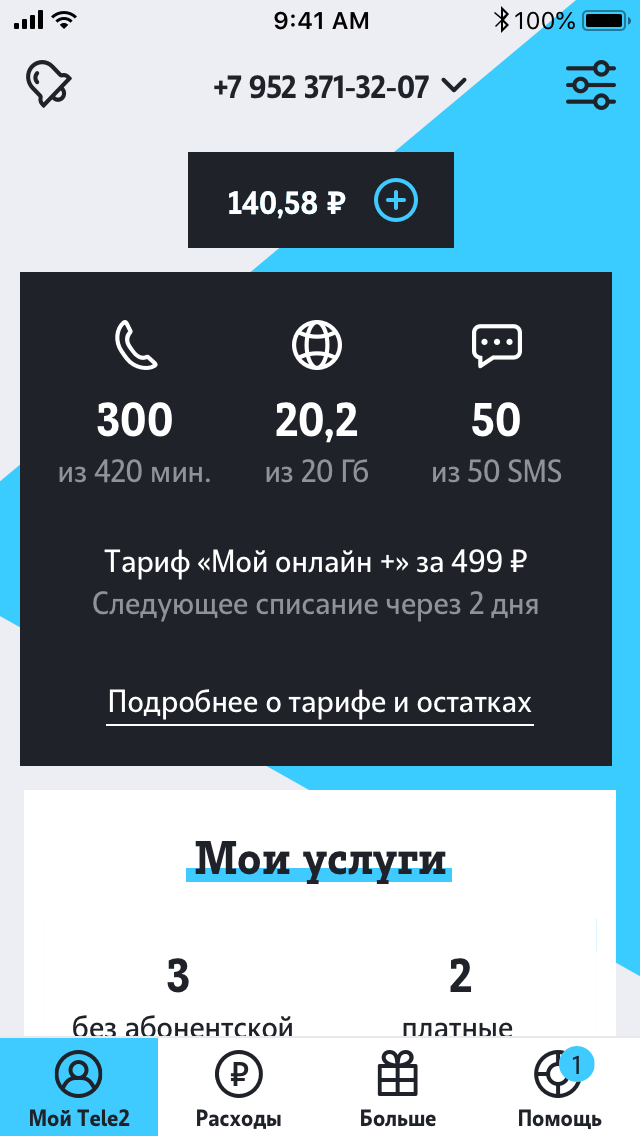 9:41 AM 100%
+7 952 371-32-07
140,58 ₽
300 20,2 50
из 420 мин. из 20 Гб из 50 SMS
Тариф «Мой онлайн +» за 499 ₽
Следующее списание через 2 дня
Подробнее о тарифе и остатках
Мои услуги
3 2
без абонентской платные
1
Мой Tele2 Расходы Больше Помощь